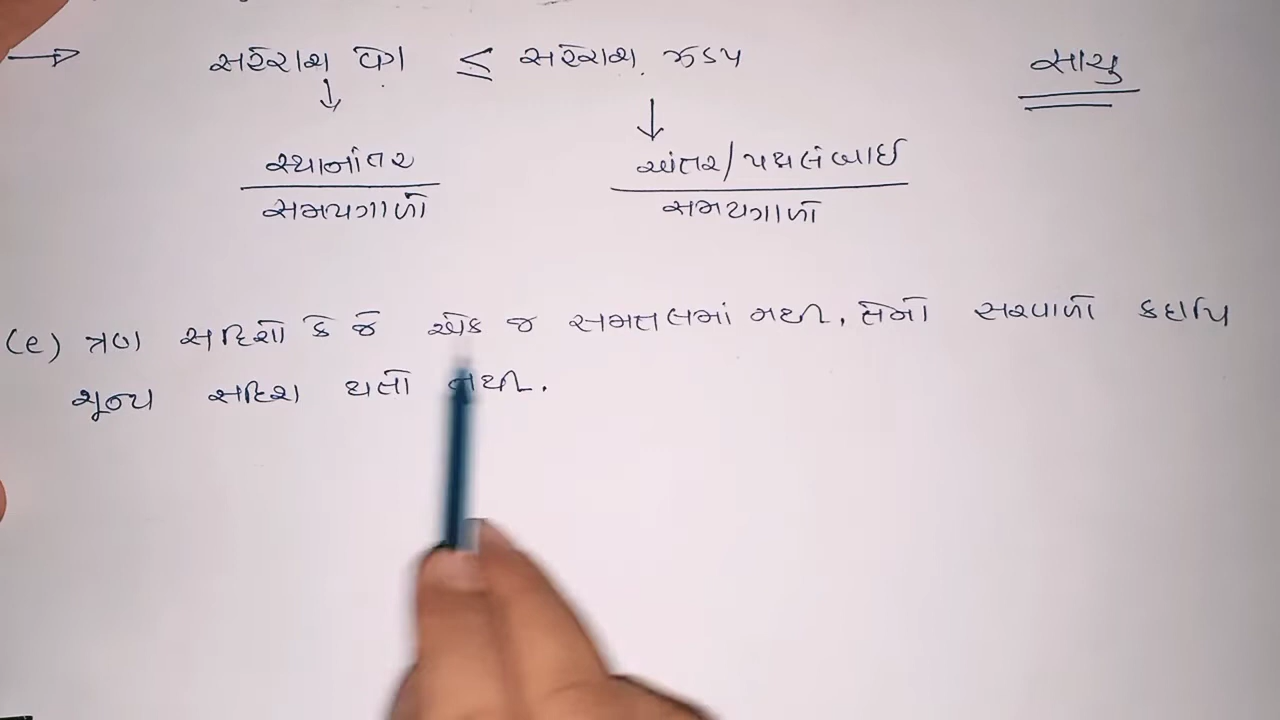 → સરેરાશ વેગ ≤ સરેરાશ ઝડપ સાચુ
↓ ↓
સ્થાનાંતર અંતર/પથલંબાઈ
સમયગાળો સમયગાળો
(e) ત્રણ સદિશો કે જે એક જ સમતલમાં નથી, તેનો સરવાળો કદાપિ
શૂન્ય સદિશ થતો નથી.